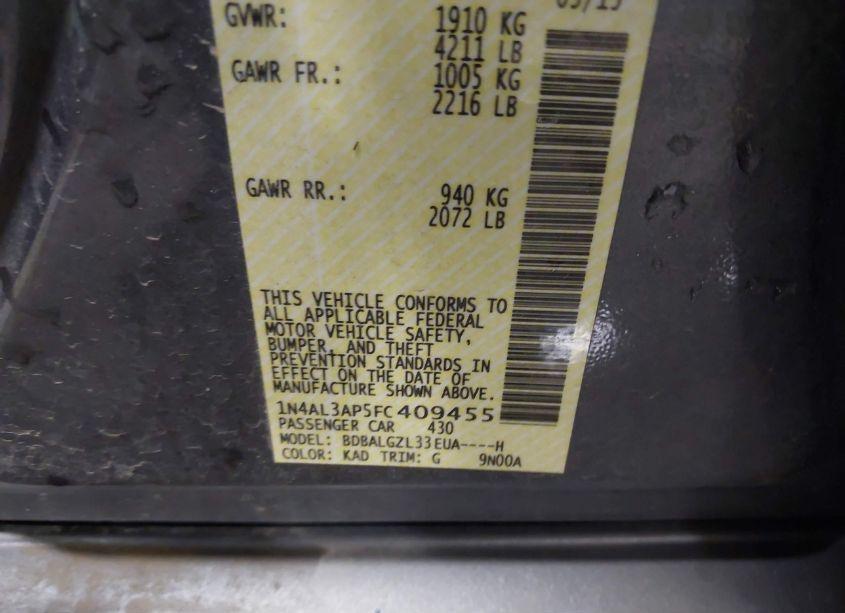 03/15
GVWR: 1910 KG
4211 LB
GAWR FR.: 1005 KG
2216 LB
GAWR RR.: 940 KG
2072 LB
THIS VEHICLE CONFORMS TO
ALL APPLICABLE FEDERAL
MOTOR VEHICLE SAFETY,
BUMPER, AND THEFT
PREVENTION STANDARDS IN
EFFECT ON THE DATE OF
MANUFACTURE SHOWN ABOVE.
1N4AL3AP5FC409455
PASSENGER CAR 430
MODEL: BDBALGZL33EUA----H
COLOR: KAD TRIM: G 9N00A